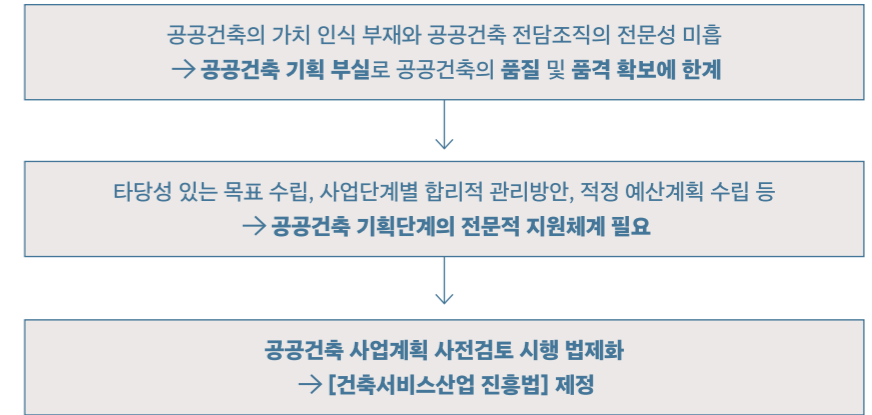 공공건축의 가치 인식 부재와 공공건축 전담조직의 전문성 미흡
→ 공공건축 기획 부실로 공공건축의 품질 및 품격 확보에 한계
타당성 있는 목표 수립, 사업단계별 합리적 관리방안, 적정 예산계획 수립 등
→ 공공건축 기획단계의 전문적 지원체계 필요
공공건축 사업계획 사전검토 시행 법제화
→ [건축서비스산업 진흥법] 제정